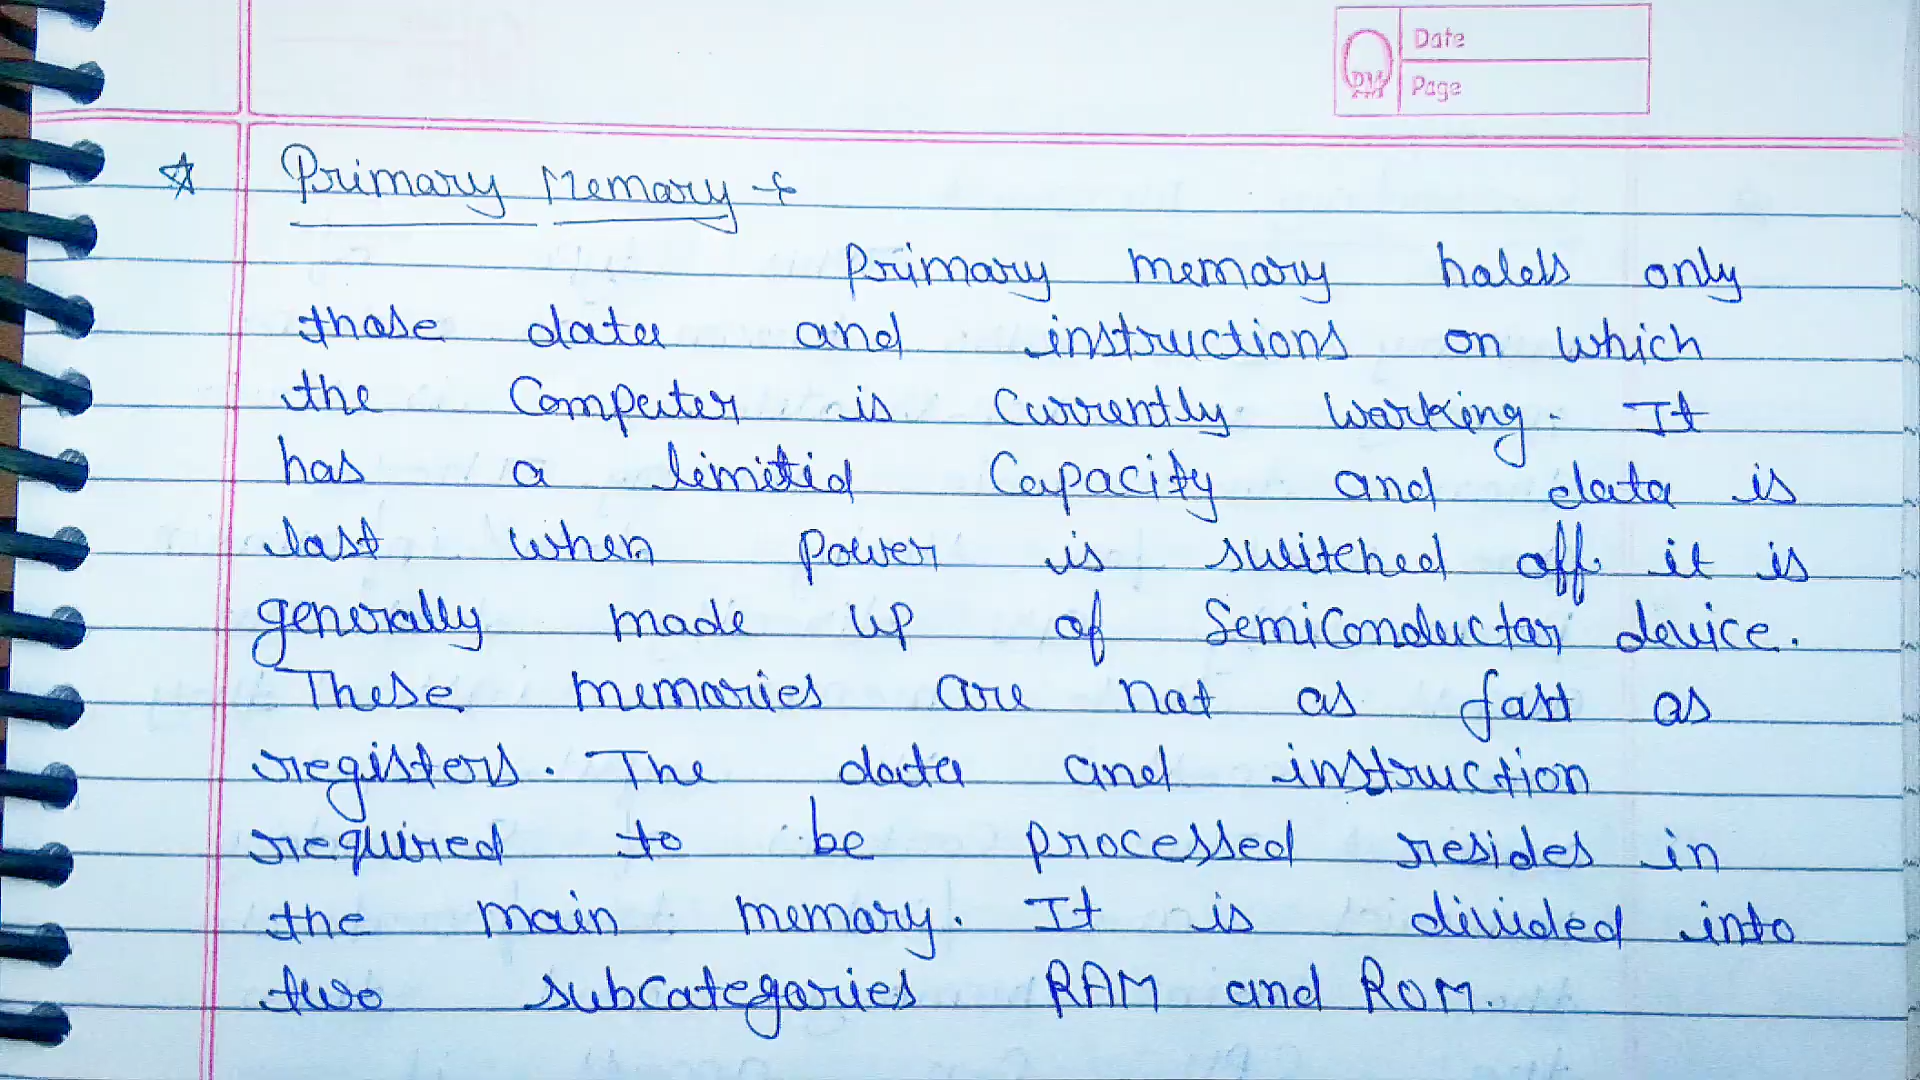 Date
Page
☆ Primary Memory :-
Primary memory holds only
those data and instructions on which
the Computer is Currently working. It
has a limitid Capacity and data is
lost when power is switched off. it is
generally made up of Semiconductor device.
These memories are not as fast as
registers. The data and instruction
required to be processed resides in
the main memory. It is divided into
two subcategories RAM and ROM.